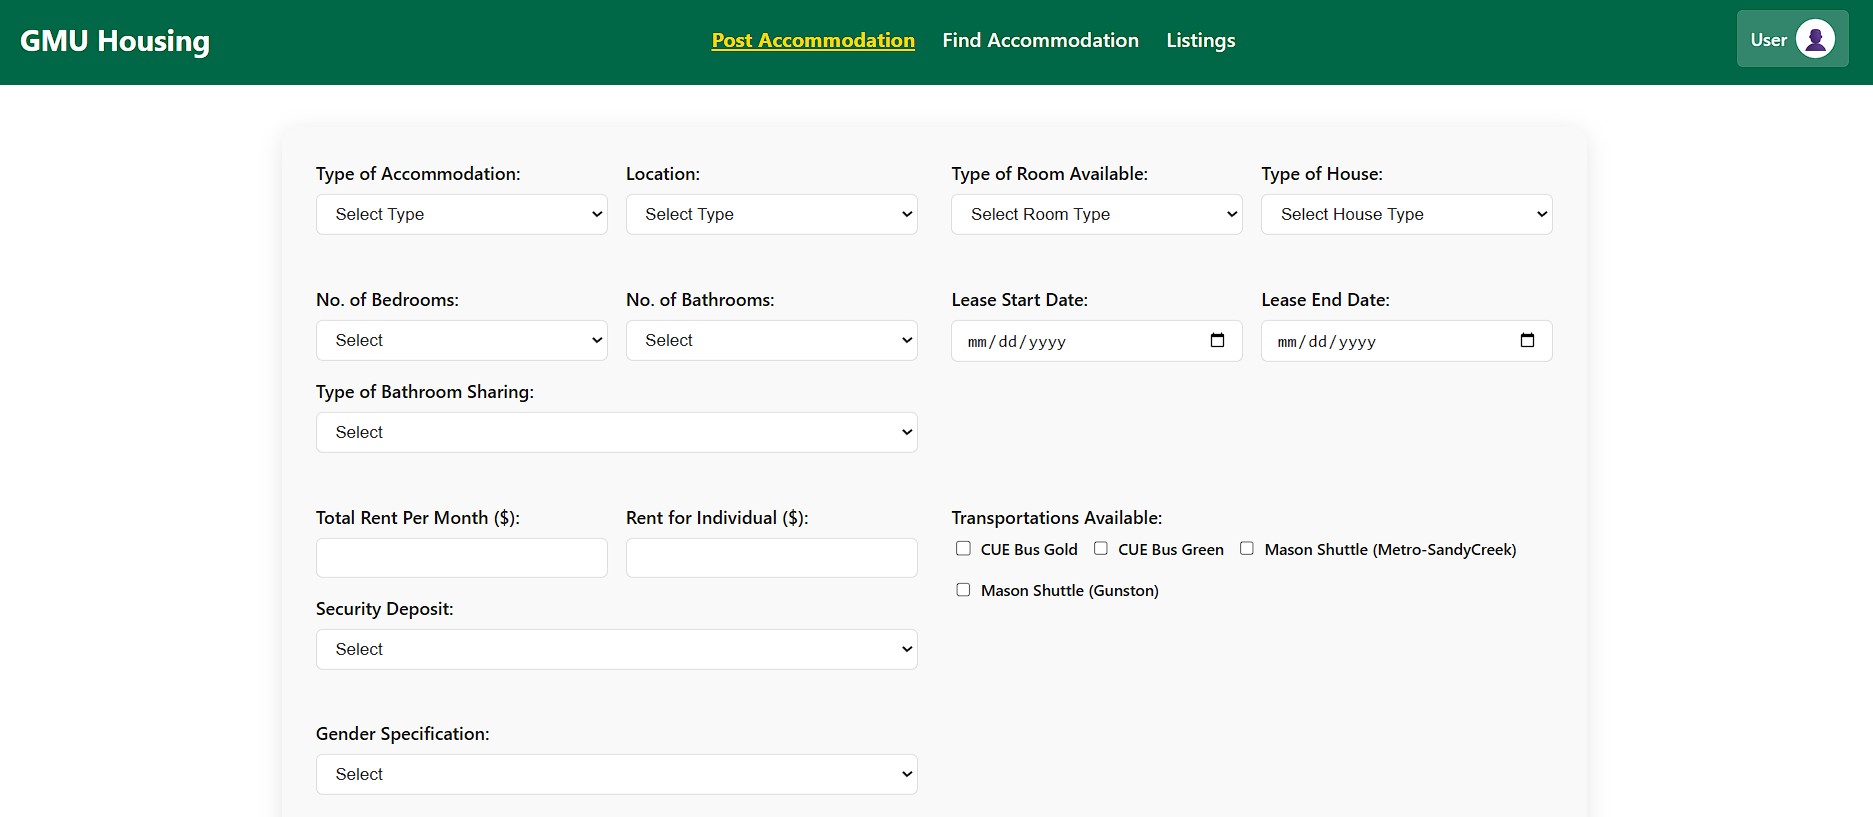 GMU Housing
Post Accommodation Find Accommodation Listings
User
Type of Accommodation: Location: Type of Room Available: Type of House:
Select Type Select Type Select Room Type Select House Type
No. of Bedrooms: No. of Bathrooms: Lease Start Date: Lease End Date:
Select Select mm/dd/yyyy mm/dd/yyyy
Type of Bathroom Sharing:
Select
Total Rent Per Month ($): Rent for Individual ($): Transportations Available:
CUE Bus Gold CUE Bus Green Mason Shuttle (Metro-SandyCreek)
Mason Shuttle (Gunston)
Security Deposit:
Select
Gender Specification:
Select